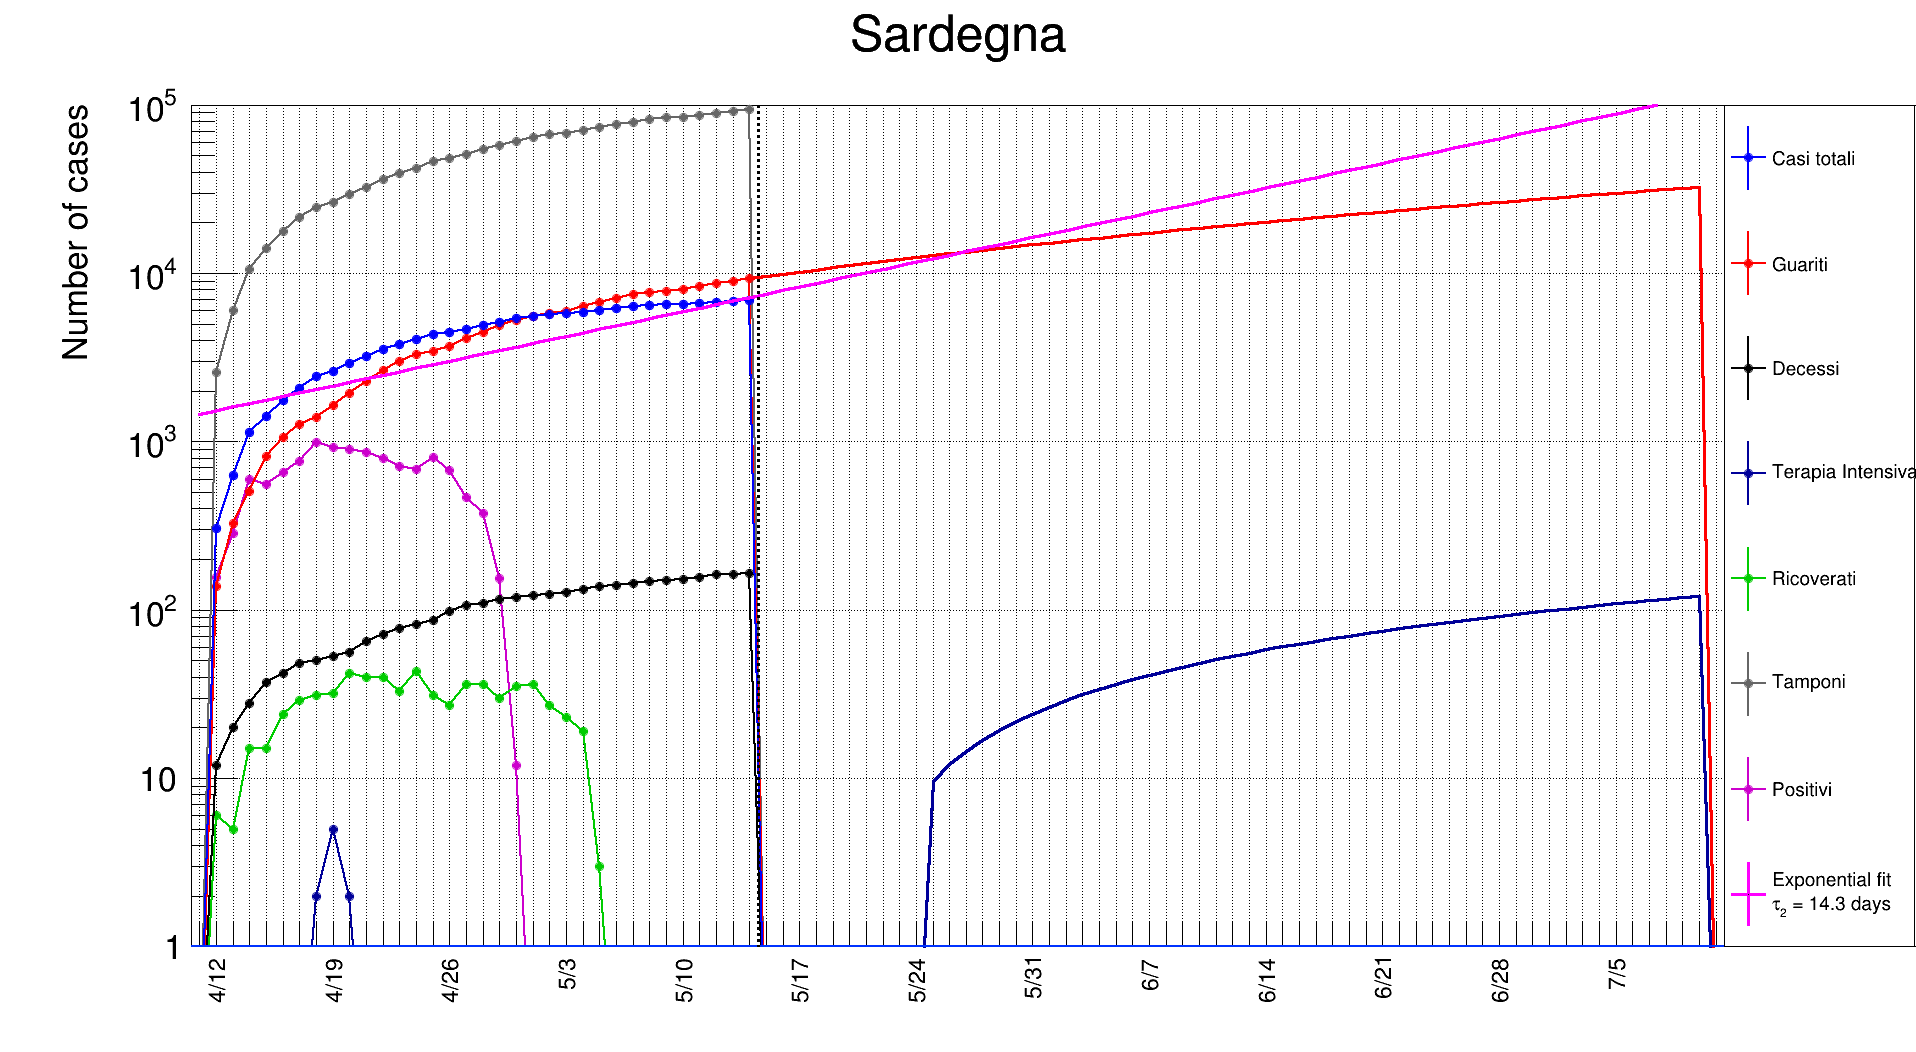 Sardegna
Number of cases
10^5
10^4
10^3
10^2
10
1
4/12
4/19
4/26
5/3
5/10
5/17
5/24
5/31
6/7
6/14
6/21
6/28
7/5
Casi totali
Guariti
Decessi
Terapia Intensiva
Ricoverati
Tamponi
Positivi
Exponential fit
τ₂ = 14.3 days